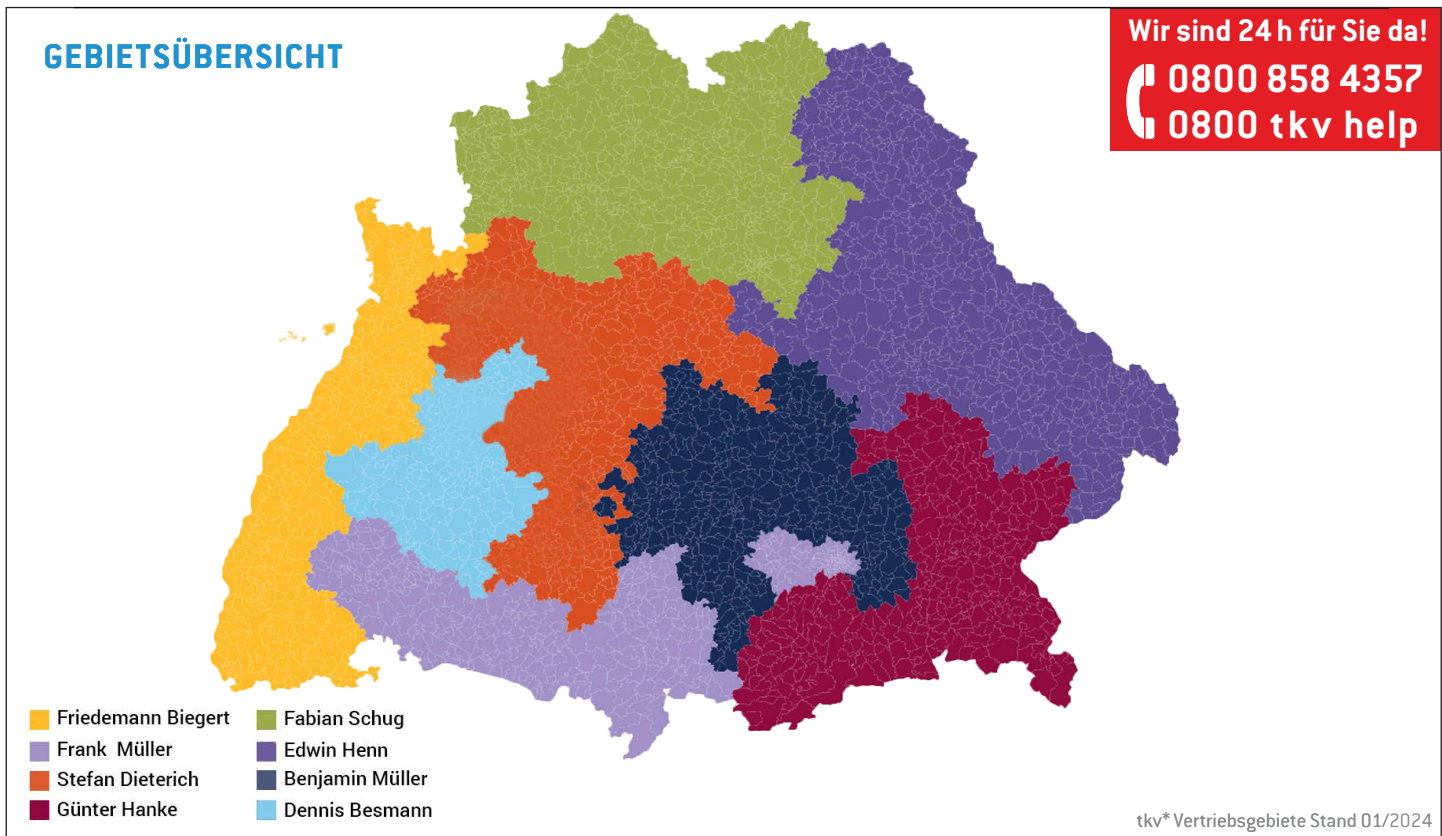 GEBIETSÜBERSICHT
Wir sind 24 h für Sie da!
0800 858 4357
0800 tkv help
Friedemann Biegert
Frank Müller
Stefan Dieterich
Günter Hanke
Fabian Schug
Edwin Henn
Benjamin Müller
Dennis Besmann
tkv* Vertriebsgebiete Stand 01/2024